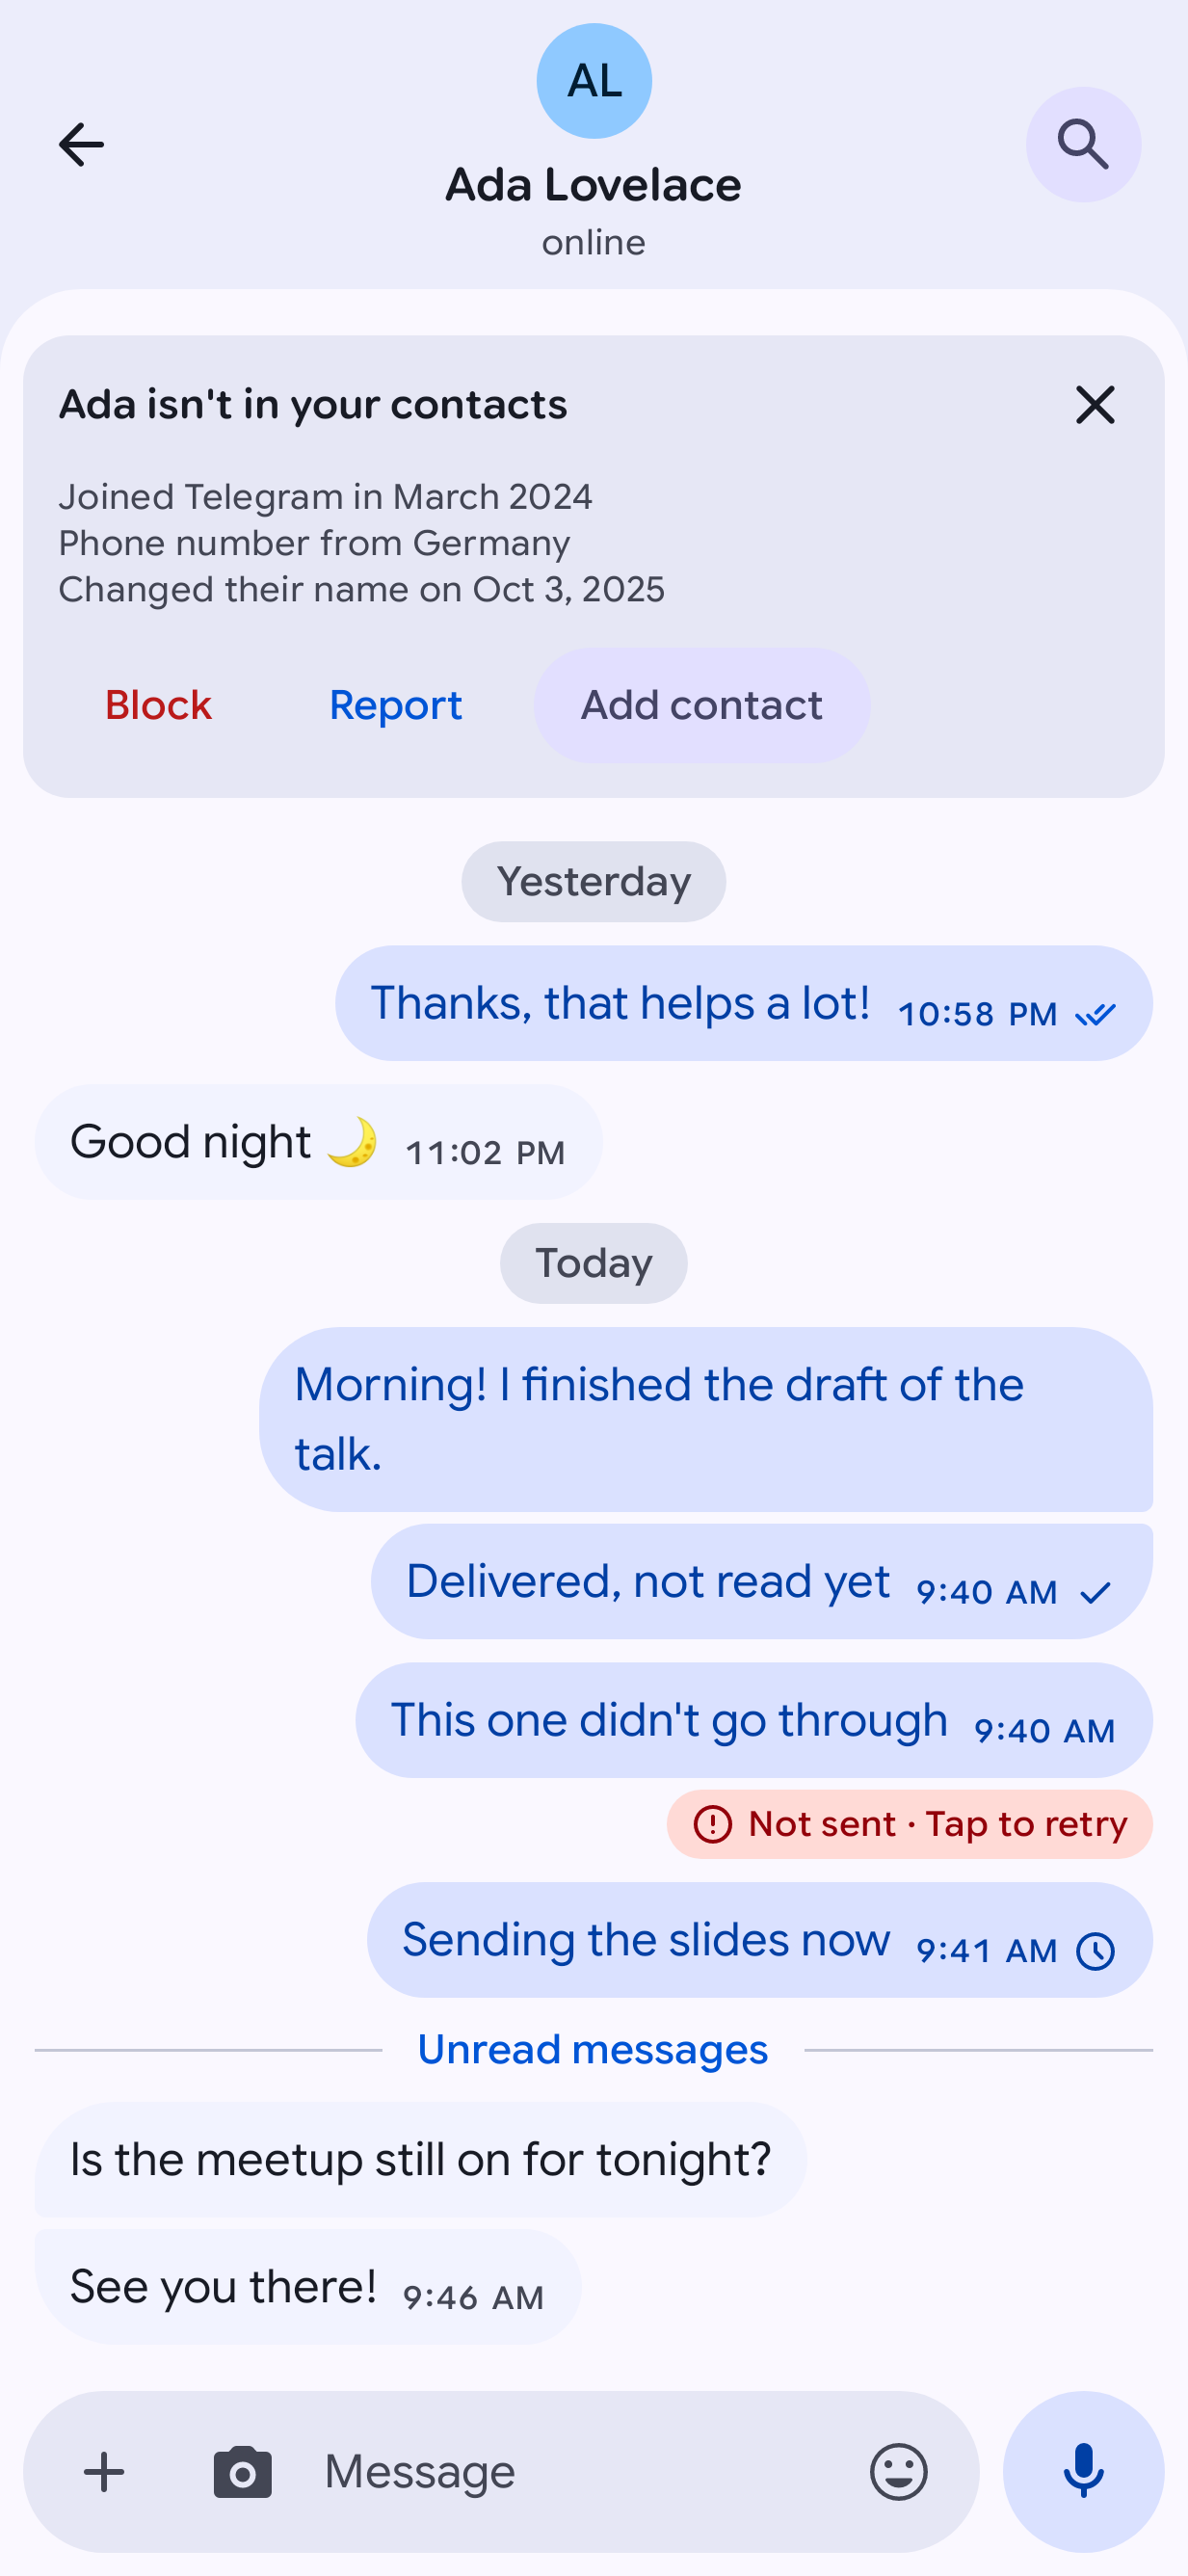 AL
Ada Lovelace
online
Ada isn't in your contacts
Joined Telegram in March 2024
Phone number from Germany
Changed their name on Oct 3, 2025
Block Report Add contact
Yesterday
Thanks, that helps a lot! 10:58 PM
Good night 🌙 11:02 PM
Today
Morning! I finished the draft of the
talk.
Delivered, not read yet 9:40 AM
This one didn't go through 9:40 AM
Not sent · Tap to retry
Sending the slides now 9:41 AM
Unread messages
Is the meetup still on for tonight?
See you there! 9:46 AM
Message